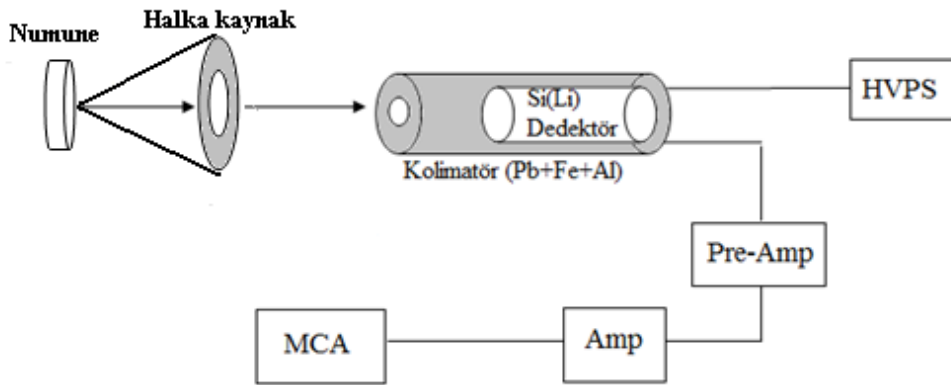 Numune
Halka kaynak
Si(Li)
Dedektör
HVPS
Kolimatör (Pb+Fe+Al)
Pre-Amp
Amp
MCA